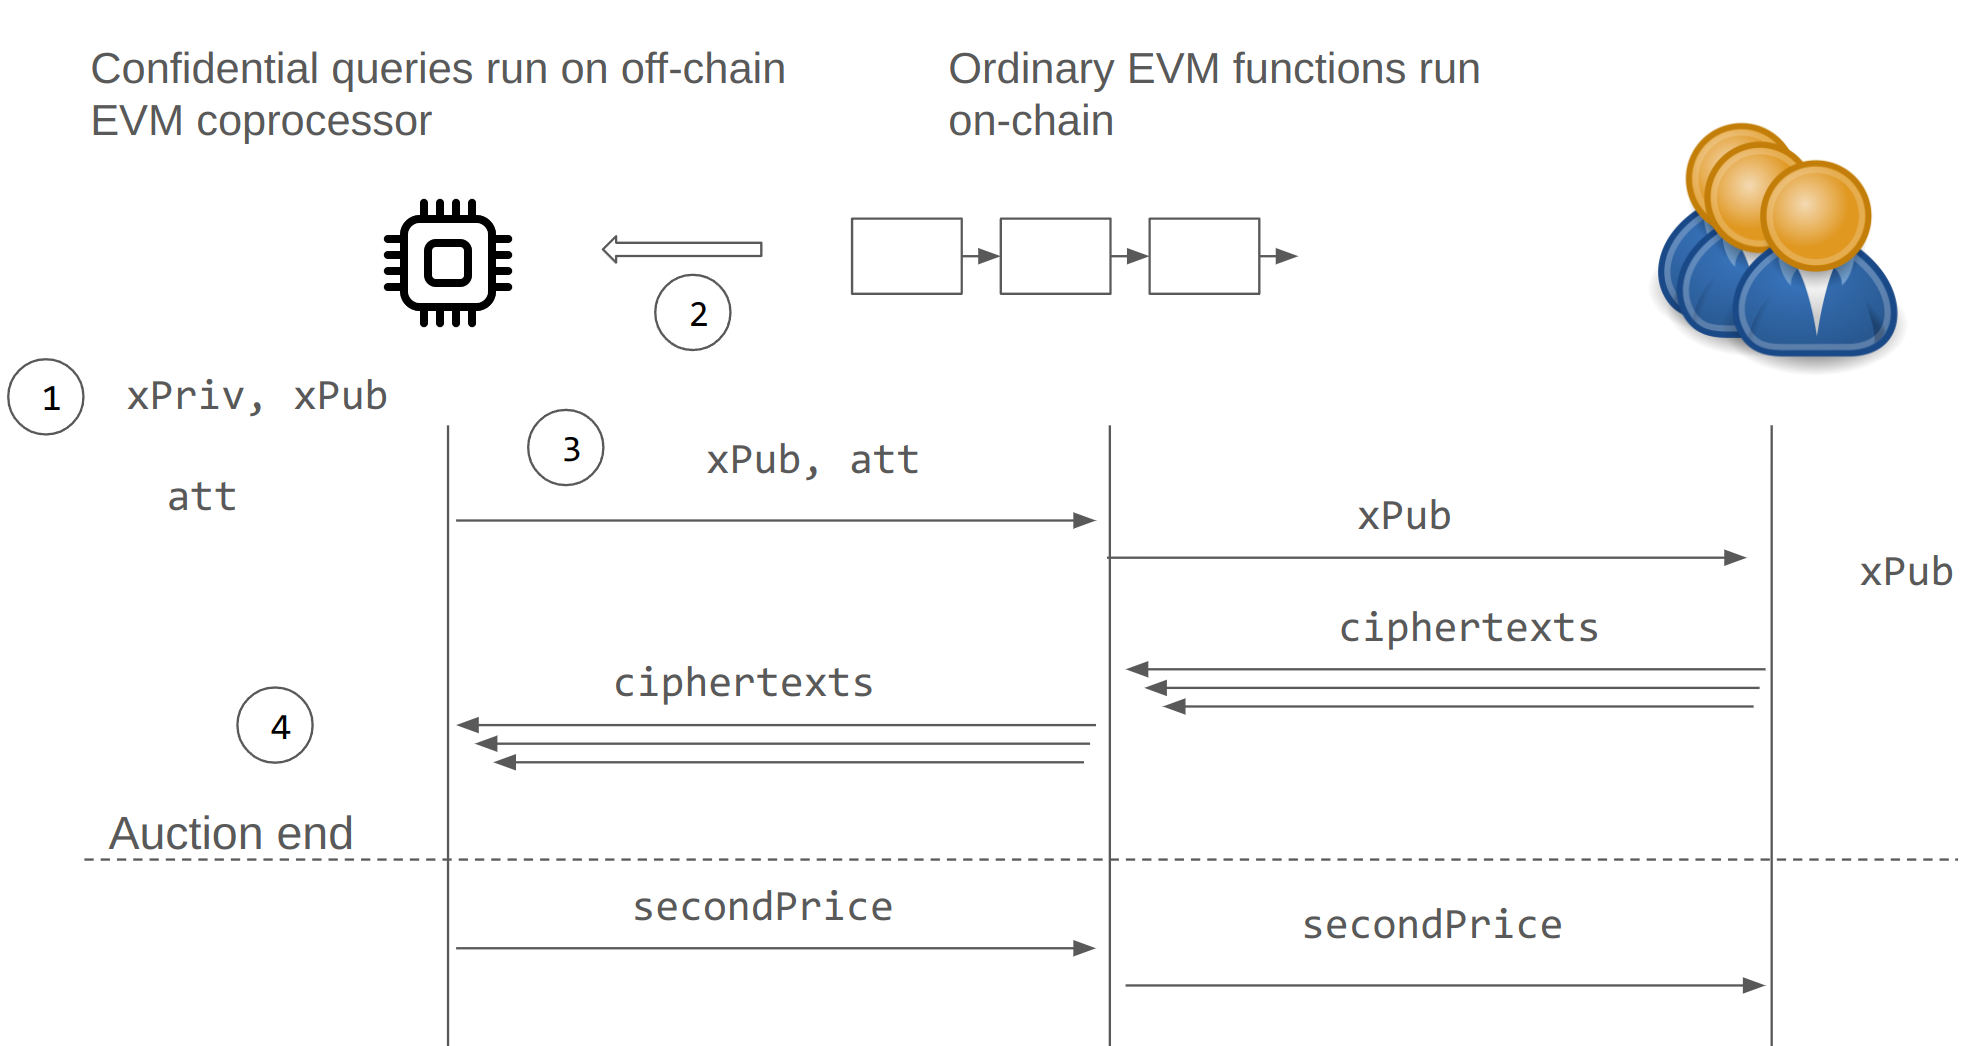 Confidential queries run on off-chain
EVM coprocessor
Ordinary EVM functions run
on-chain
2
1
xPriv, xPub
att
3
xPub, att
xPub
xPub
ciphertexts
ciphertexts
4
Auction end
secondPrice
secondPrice